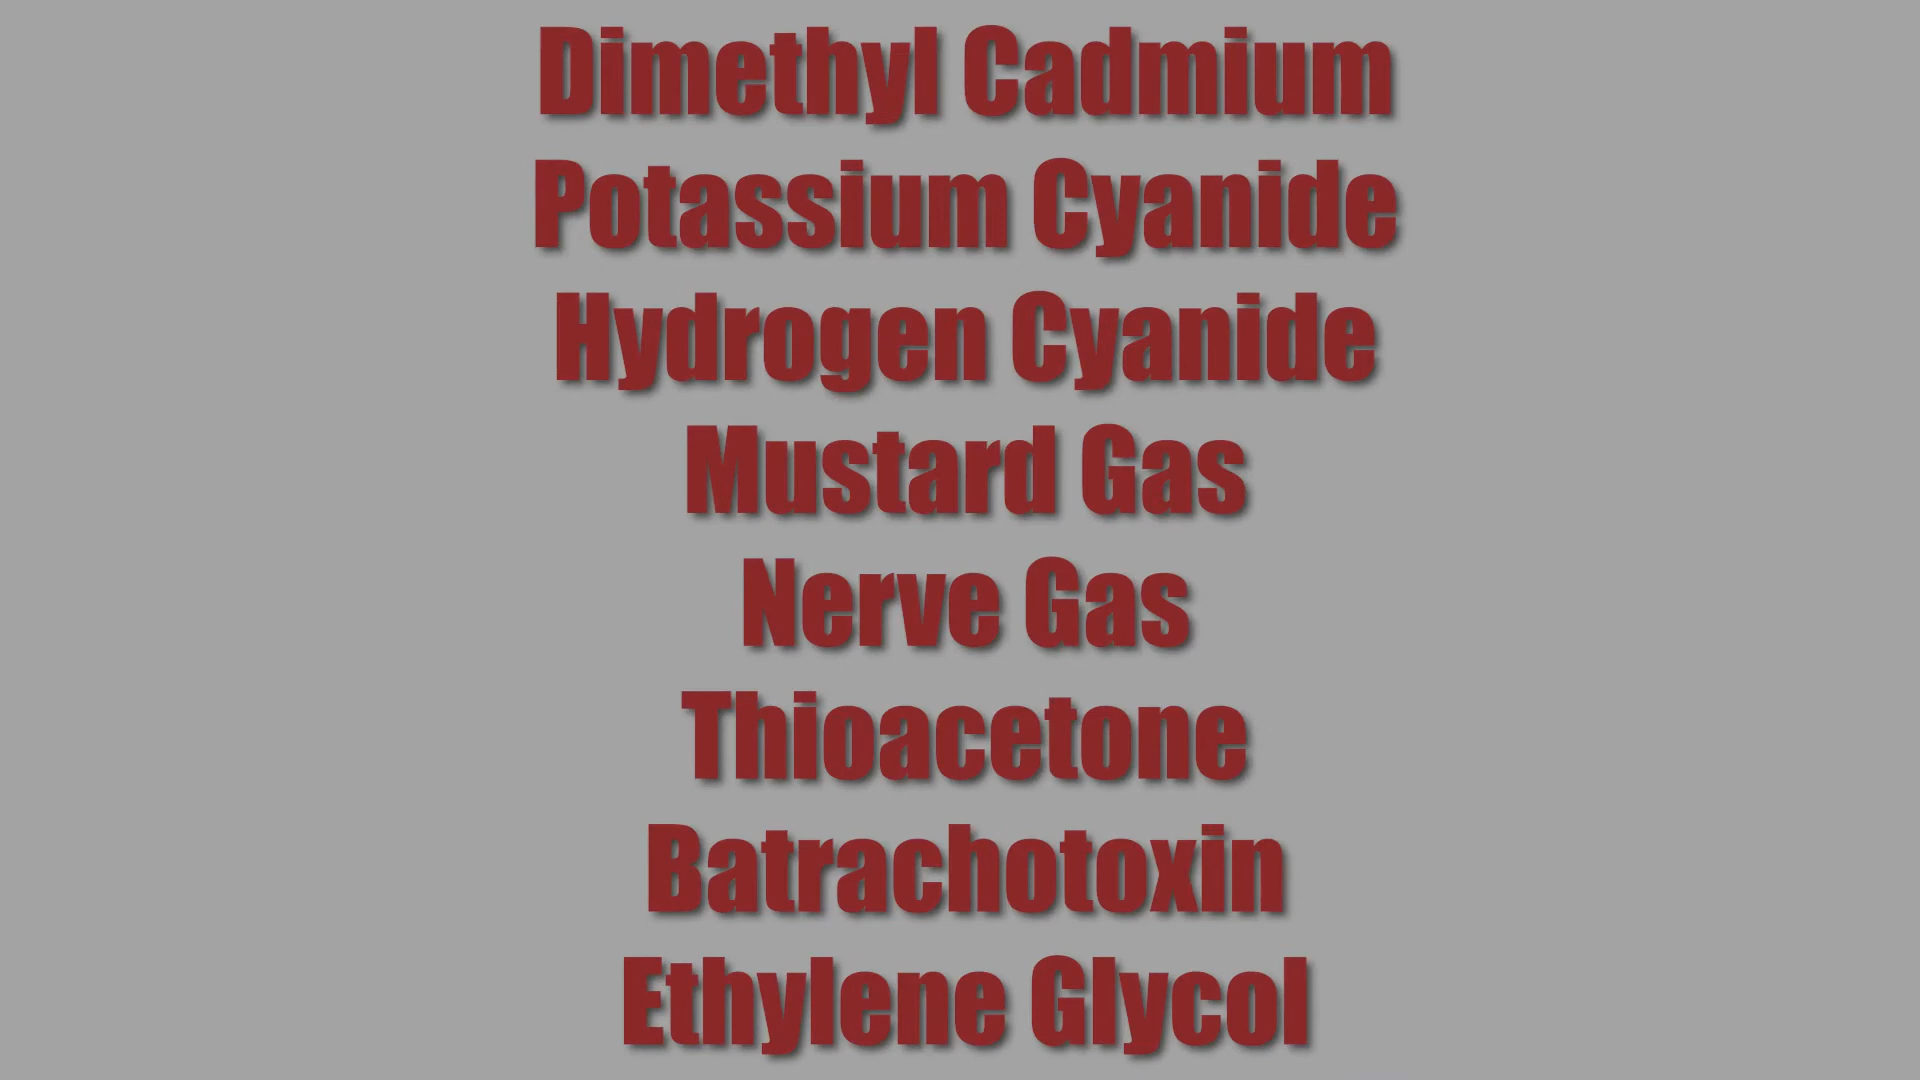 Dimethyl Cadmium
Potassium Cyanide
Hydrogen Cyanide
Mustard Gas
Nerve Gas
Thioacetone
Batrachotoxin
Ethylene Glycol